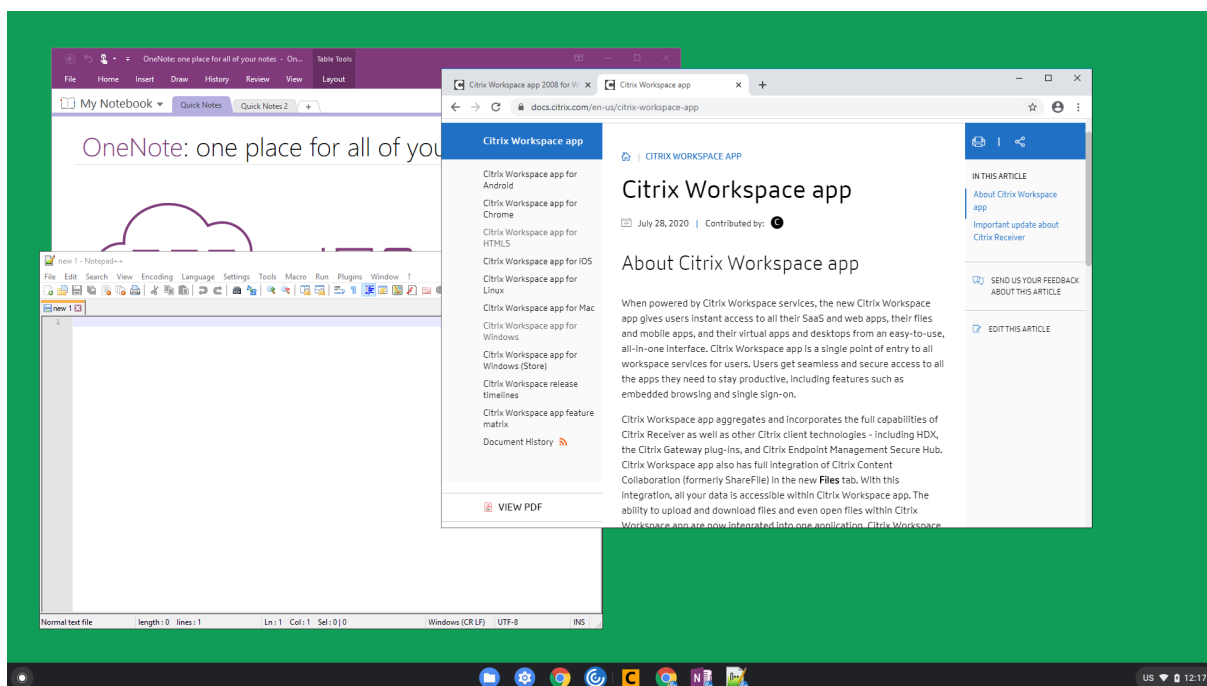 OneNote: one place for all of your notes - On...
Table Tools
File Home Insert Draw History Review View Layout
My Notebook
Quick Notes
Quick Notes 2
+
OneNote: one place for all of you
new 1 - Notepad++
File Edit Search View Encoding Language Settings Tools Macro Run Plugins Window ?
new 1
1
Normal text file
length : 0 lines : 1
Ln : 1 Col : 1 Sel : 0 | 0
Windows (CR LF)
UTF-8
INS
Citrix Workspace app 2008 for W
Citrix Workspace app
docs.citrix.com/en-us/citrix-workspace-app
Citrix Workspace app
Citrix Workspace app for
Android
Citrix Workspace app for
Chrome
Citrix Workspace app for
HTML5
Citrix Workspace app for iOS
Citrix Workspace app for
Linux
Citrix Workspace app for Mac
Citrix Workspace app for
Windows
Citrix Workspace app for
Windows (Store)
Citrix Workspace release
timelines
Citrix Workspace app feature
matrix
Document History
VIEW PDF
| CITRIX WORKSPACE APP
Citrix Workspace app
July 28, 2020 | Contributed by: C
About Citrix Workspace app
When powered by Citrix Workspace services, the new Citrix Workspace
app gives users instant access to all their SaaS and web apps, their files
and mobile apps, and their virtual apps and desktops from an easy-to-use,
all-in-one interface. Citrix Workspace app is a single point of entry to all
workspace services for users. Users get seamless and secure access to all
the apps they need to stay productive, including features such as
embedded browsing and single sign-on.
Citrix Workspace app aggregates and incorporates the full capabilities of
Citrix Receiver as well as other Citrix client technologies - including HDX,
the Citrix Gateway plug-ins, and Citrix Endpoint Management Secure Hub.
Citrix Workspace app also has full integration of Citrix Content
Collaboration (formerly ShareFile) in the new Files tab. With this
integration, all your data is accessible within Citrix Workspace app. The
ability to upload and download files and even open files within Citrix
Workspace app are now integrated into one application. Citrix Workspace
IN THIS ARTICLE
About Citrix Workspace
app
Important update about
Citrix Receiver
SEND US YOUR FEEDBACK
ABOUT THIS ARTICLE
EDIT THIS ARTICLE
US
12:17